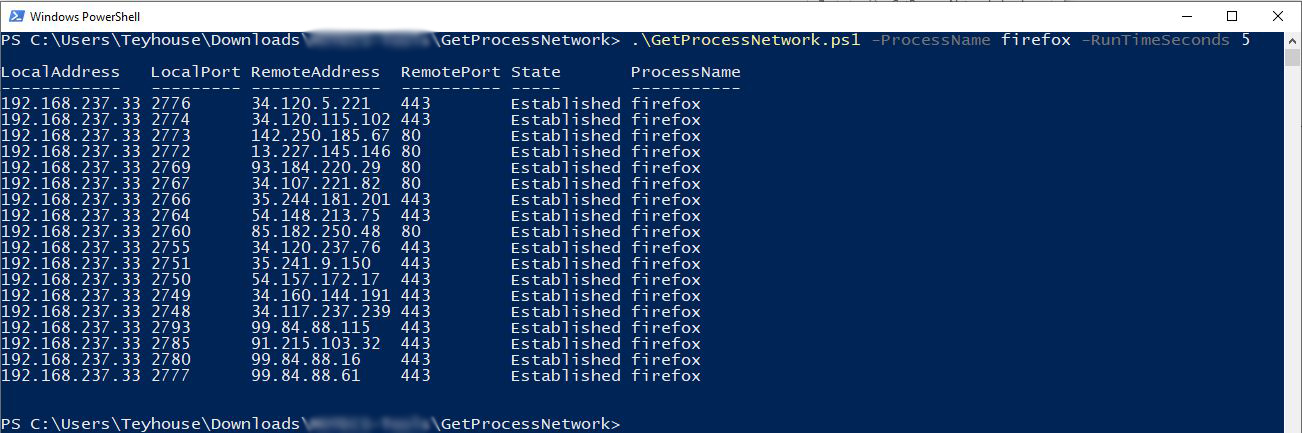 Windows PowerShell
PS C:\Users\Teyhouse\Downloads\ \GetProcessNetwork> .\GetProcessNetwork.ps1 -ProcessName firefox -RunTimeSeconds 5
LocalAddress LocalPort RemoteAddress RemotePort State ProcessName
------------ --------- ------------- ---------- ----- -----------
192.168.237.33 2776 34.120.5.221 443 Established firefox
192.168.237.33 2774 34.120.115.102 443 Established firefox
192.168.237.33 2773 142.250.185.67 80 Established firefox
192.168.237.33 2772 13.227.145.146 80 Established firefox
192.168.237.33 2769 93.184.220.29 80 Established firefox
192.168.237.33 2767 34.107.221.82 80 Established firefox
192.168.237.33 2766 35.244.181.201 443 Established firefox
192.168.237.33 2764 54.148.213.75 443 Established firefox
192.168.237.33 2760 85.182.250.48 80 Established firefox
192.168.237.33 2755 34.120.237.76 443 Established firefox
192.168.237.33 2751 35.241.9.150 443 Established firefox
192.168.237.33 2750 54.157.172.17 443 Established firefox
192.168.237.33 2749 34.160.144.191 443 Established firefox
192.168.237.33 2748 34.117.237.239 443 Established firefox
192.168.237.33 2793 99.84.88.115 443 Established firefox
192.168.237.33 2785 91.215.103.32 443 Established firefox
192.168.237.33 2780 99.84.88.16 443 Established firefox
192.168.237.33 2777 99.84.88.61 443 Established firefox
PS C:\Users\Teyhouse\Downloads\ \GetProcessNetwork>